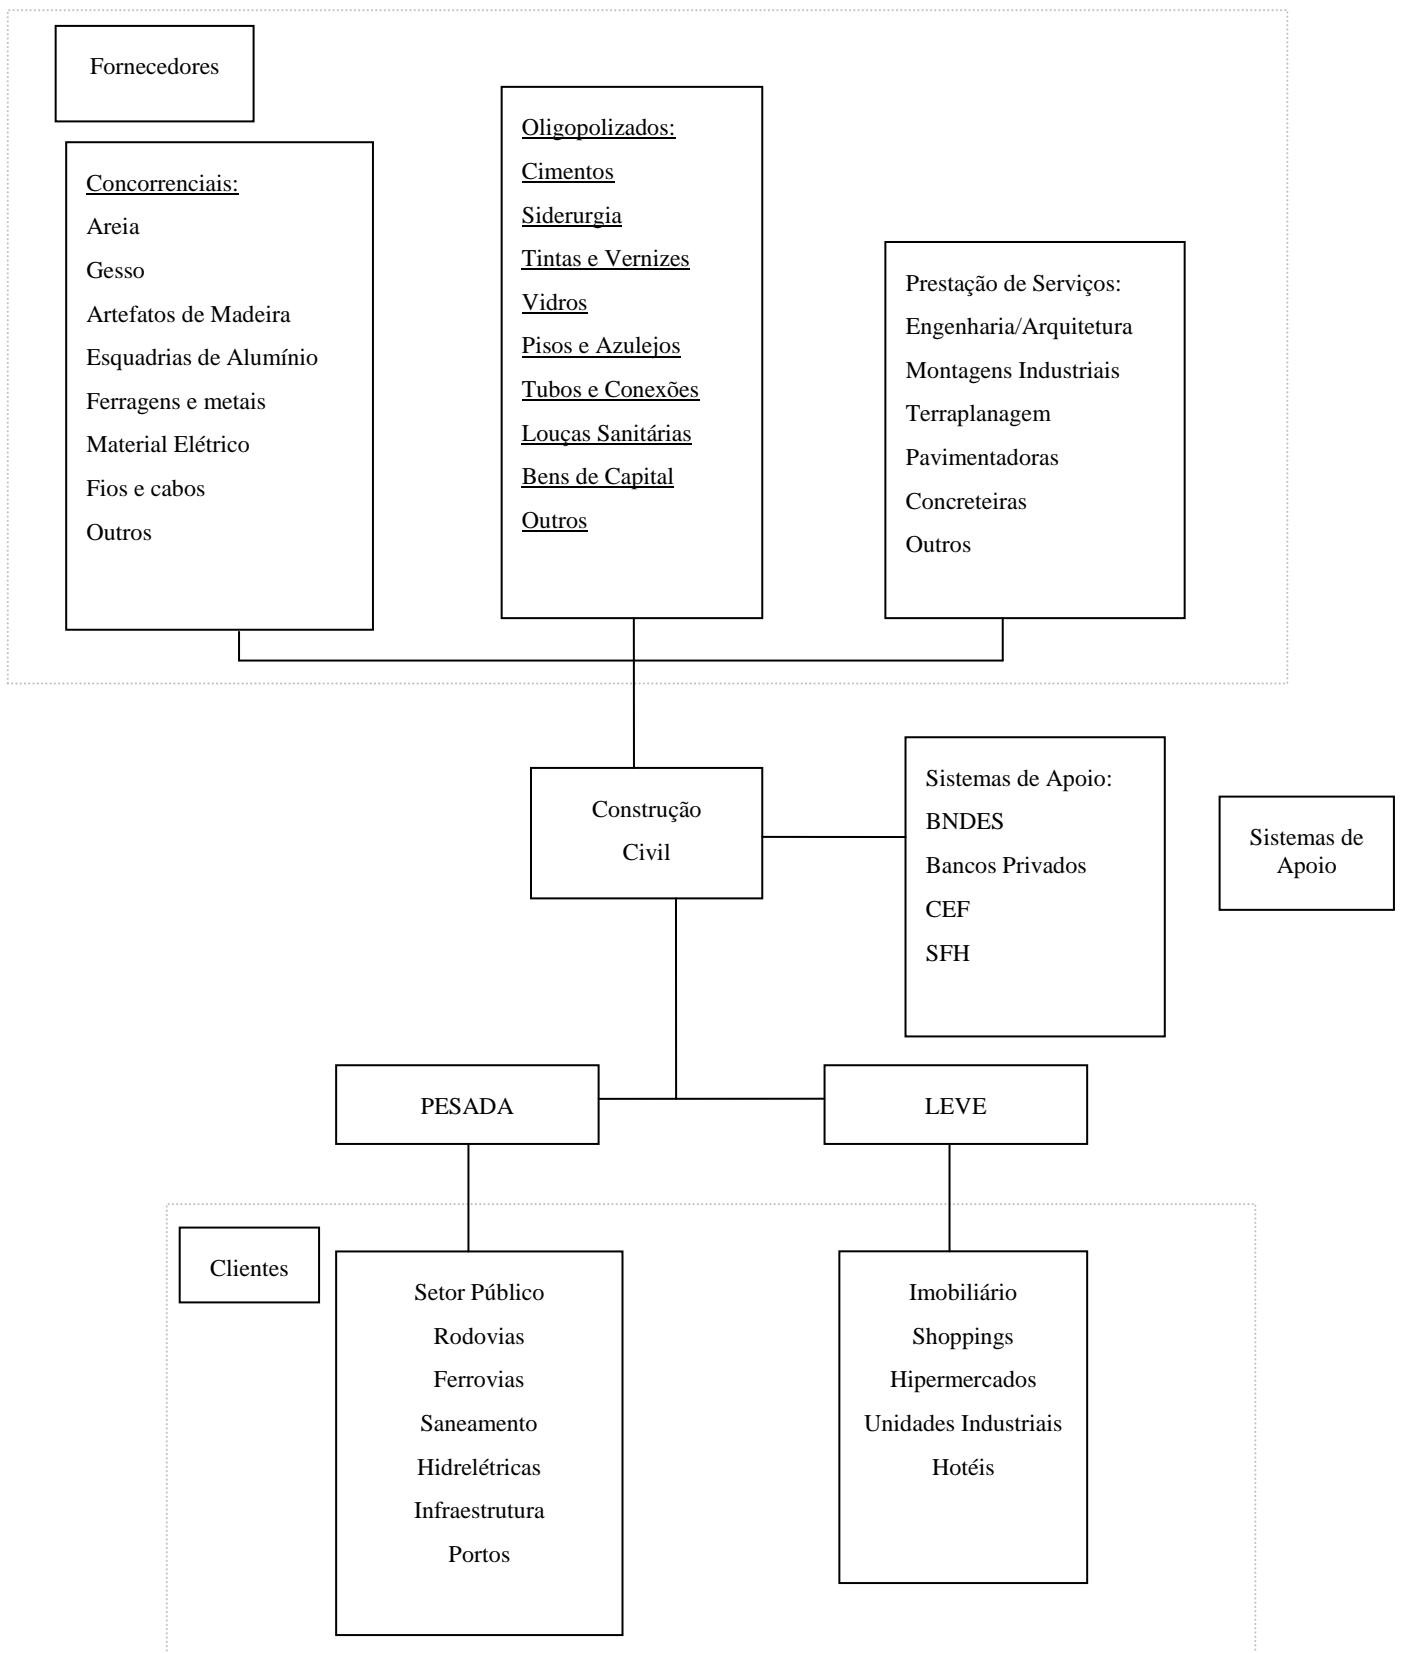 Fornecedores
Concorrenciais:
Areia
Gesso
Artefatos de Madeira
Esquadrias de Alumínio
Ferragens e metais
Material Elétrico
Fios e cabos
Outros
Oligopolizados:
Cimentos
Siderurgia
Tintas e Vernizes
Vidros
Pisos e Azulejos
Tubos e Conexões
Louças Sanitárias
Bens de Capital
Outros
Prestação de Serviços:
Engenharia/Arquitetura
Montagens Industriais
Terraplanagem
Pavimentadoras
Concreteiras
Outros
Construção
Civil
Sistemas de Apoio:
BNDES
Bancos Privados
CEF
SFH
Sistemas de
Apoio
PESADA
LEVE
Clientes
Setor Público
Rodovias
Ferrovias
Saneamento
Hidrelétricas
Infraestrutura
Portos
Imobiliário
Shoppings
Hipermercados
Unidades Industriais
Hotéis